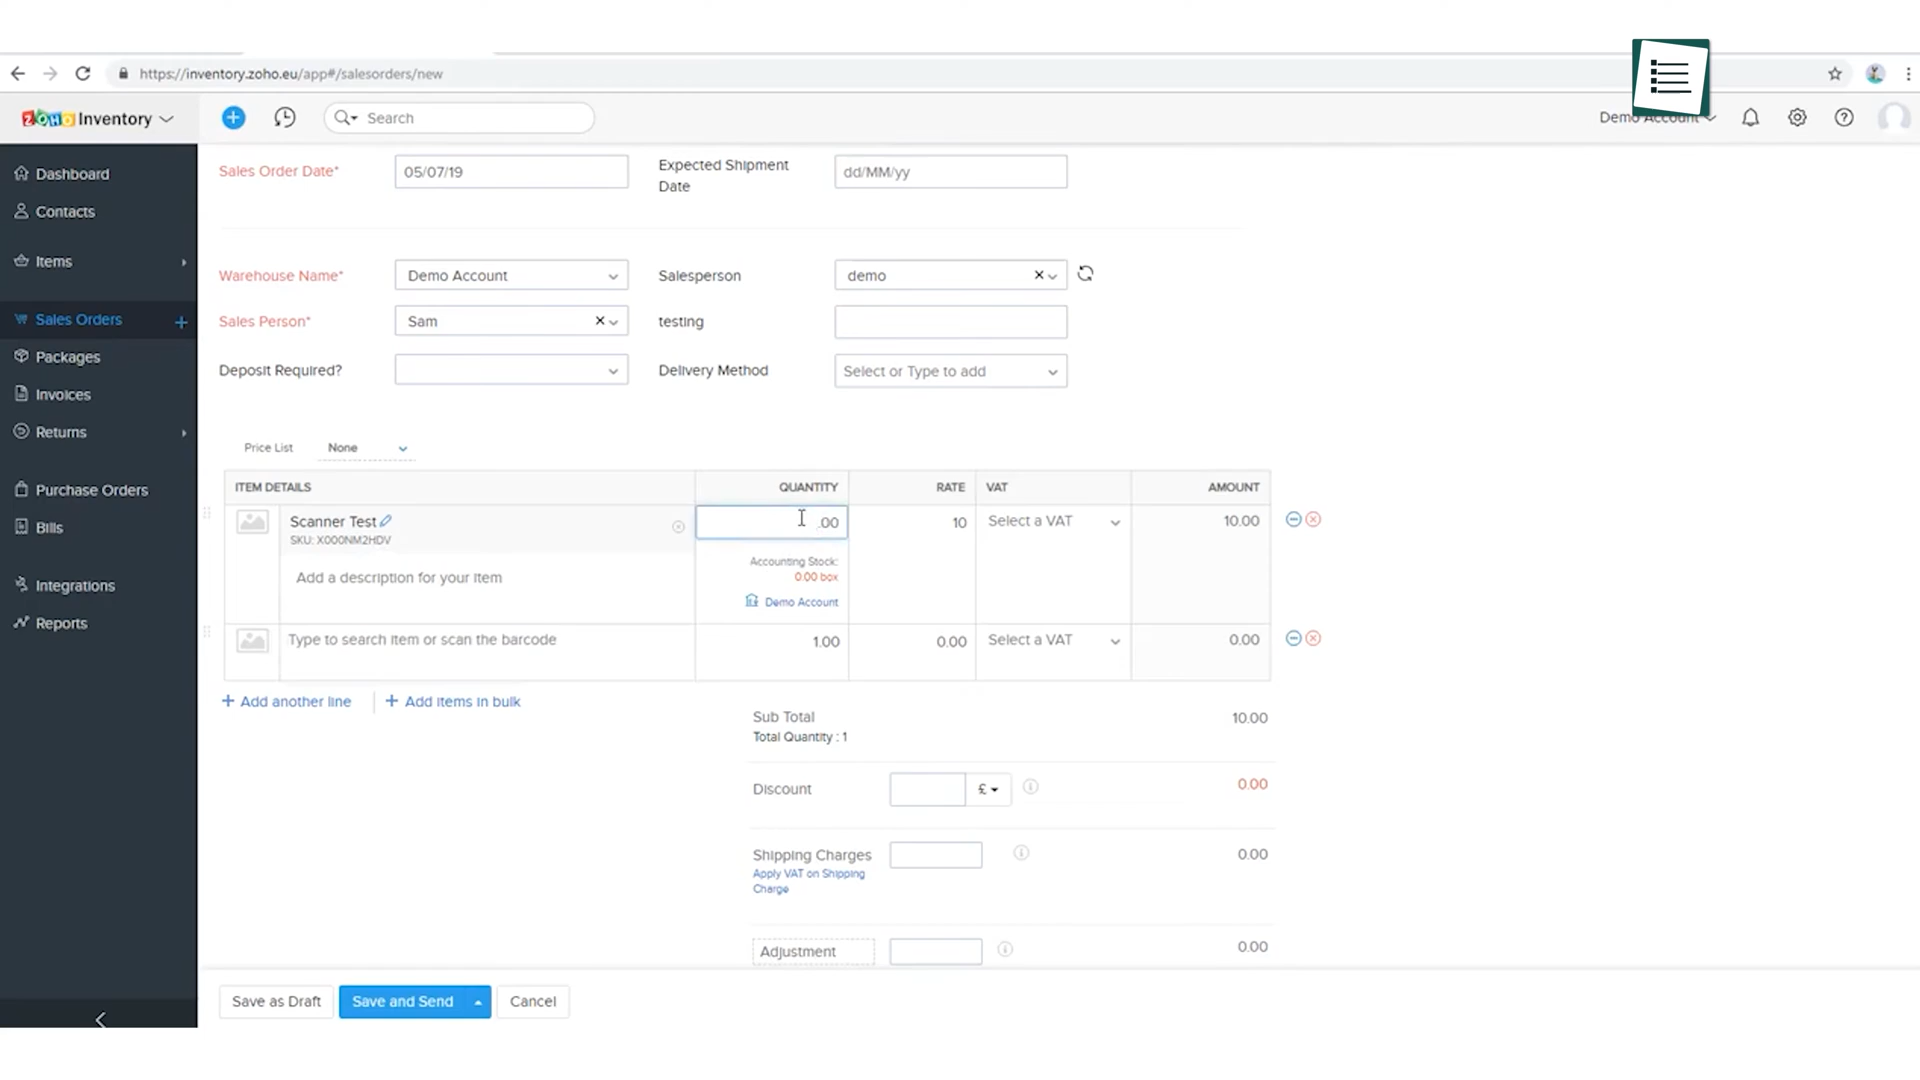 https://inventory.zoho.eu/app#/salesorders/new
ZOHO Inventory
Search
Demo Account
Dashboard
Contacts
Items
Sales Orders
Packages
Invoices
Returns
Purchase Orders
Bills
Integrations
Reports
Sales Order Date*
05/07/19
Expected Shipment
Date
dd/MM/yy
Warehouse Name*
Demo Account
Salesperson
demo
Sales Person*
Sam
testing
Deposit Required?
Delivery Method
Select or Type to add
Price List
None
ITEM DETAILS
QUANTITY
RATE
VAT
AMOUNT
Scanner Test
SKU: X000NM2HDV
.00
10
Select a VAT
10.00
Add a description for your item
Accounting Stock:
0.00 box
Demo Account
Type to search item or scan the barcode
1.00
0.00
Select a VAT
0.00
+ Add another line
+ Add items in bulk
Sub Total
10.00
Total Quantity : 1
Discount
£
0.00
Shipping Charges
0.00
Apply VAT on Shipping
Charge
Adjustment
0.00
Save as Draft
Save and Send
Cancel